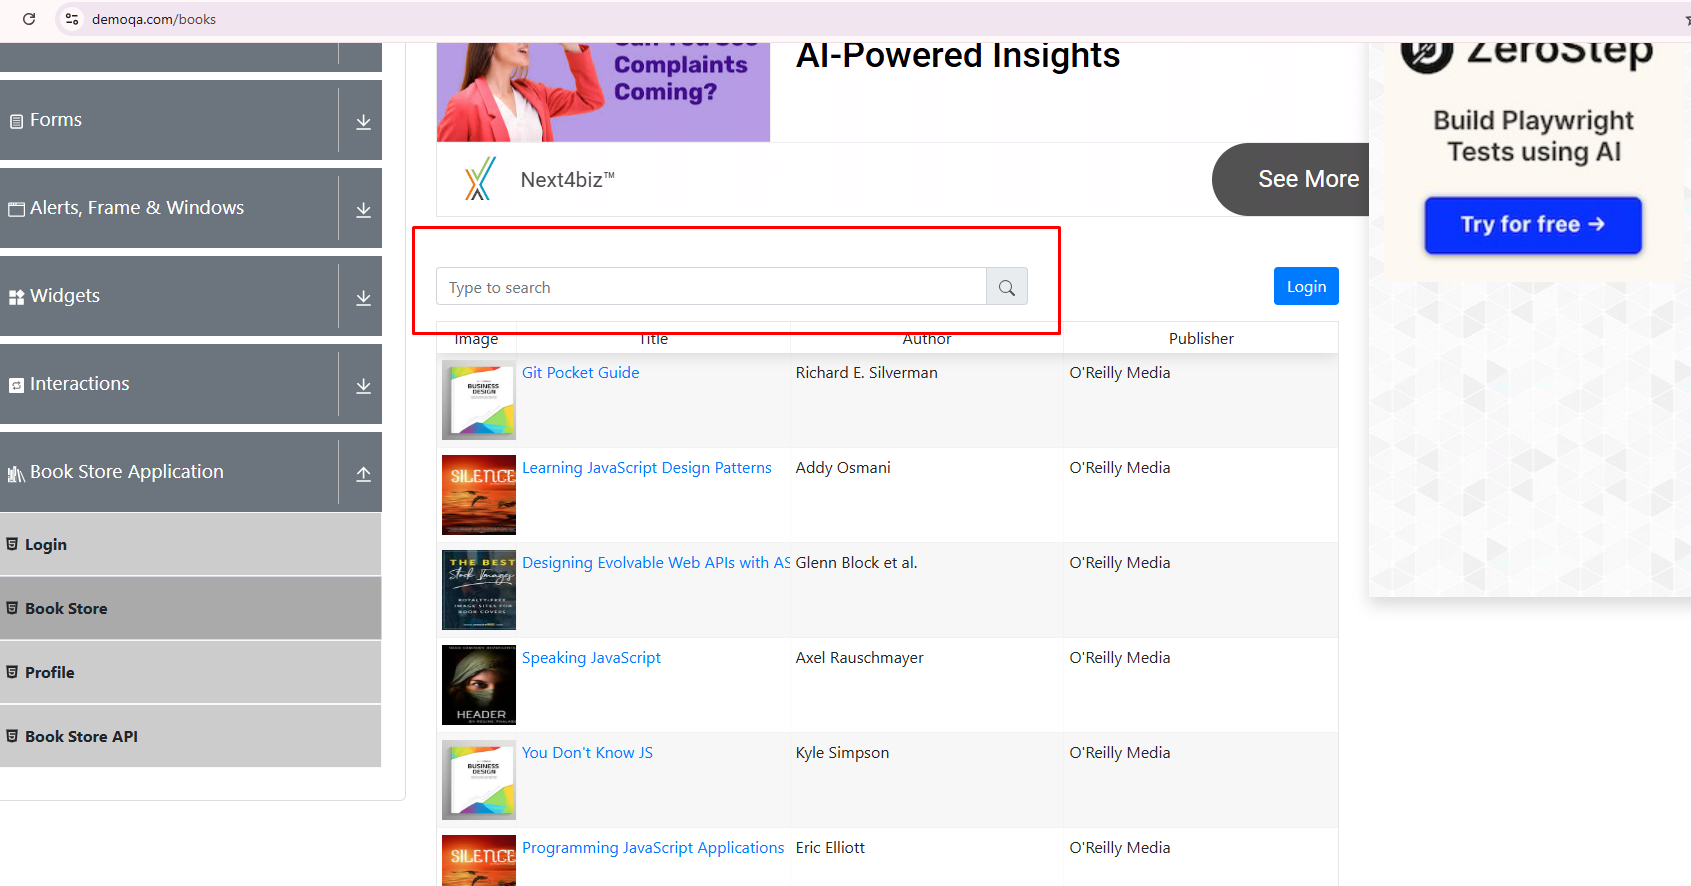 demoqa.com/books
Can You See
Complaints
Coming?
AI-Powered Insights
ZeroStep
Build Playwright
Tests using AI
Try for free →
Next4biz™
See More
Forms
Alerts, Frame & Windows
Widgets
Interactions
Book Store Application
Login
Book Store
Profile
Book Store API
Type to search
Login
Image Title Author Publisher
BUSINESS
DESIGN
Git Pocket Guide Richard E. Silverman O'Reilly Media
SILENCE
Learning JavaScript Design Patterns Addy Osmani O'Reilly Media
THE BEST
Stock Images
ROYALTY-FREE
IMAGE SITES FOR
BOOK COVERS
Designing Evolvable Web APIs with AS Glenn Block et al. O'Reilly Media
HEADER
Speaking JavaScript Axel Rauschmayer O'Reilly Media
BUSINESS
DESIGN
You Don't Know JS Kyle Simpson O'Reilly Media
SILENCE
Programming JavaScript Applications Eric Elliott O'Reilly Media